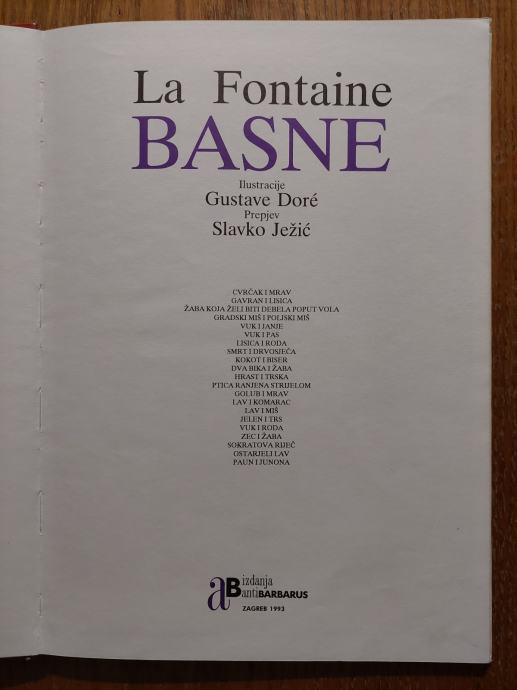 La Fontaine
BASNE
Ilustracije
Gustave Doré
Prepjev
Slavko Ježić
CVRČAK I MRAV
GAVRAN I LISICA
ŽABA KOJA ŽELI BITI DEBELA POPUT VOLA
GRADSKI MIŠ I POLJSKI MIŠ
VUK I JANJE
VUK I PAS
LISICA I RODA
SMRT I DRVOSJEČA
KOKOT I BISER
DVA BIKA I ŽABA
HRAST I TRSKA
PTICA RANJENA STRIJELOM
GOLUB I MRAV
LAV I KOMARAC
LAV I MIŠ
JELEN I TRS
VUK I RODA
ZEC I ŽABA
SOKRATOVA RIJEČ
OSTARJELI LAV
PAUN I JUNONA
aB izdanja
antiBARBARUS
ZAGREB 1993